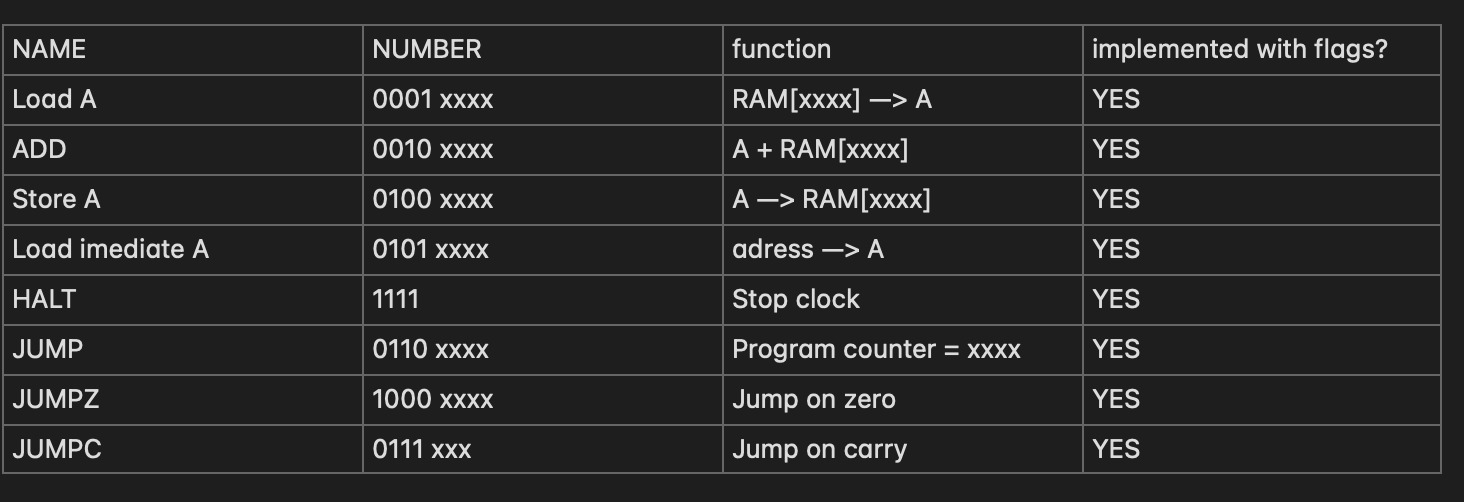 NAME NUMBER function implemented with flags?
Load A 0001 xxxx RAM[xxxx] —> A YES
ADD 0010 xxxx A + RAM[xxxx] YES
Store A 0100 xxxx A —> RAM[xxxx] YES
Load imediate A 0101 xxxx adress —> A YES
HALT 1111 Stop clock YES
JUMP 0110 xxxx Program counter = xxxx YES
JUMPZ 1000 xxxx Jump on zero YES
JUMPC 0111 xxx Jump on carry YES